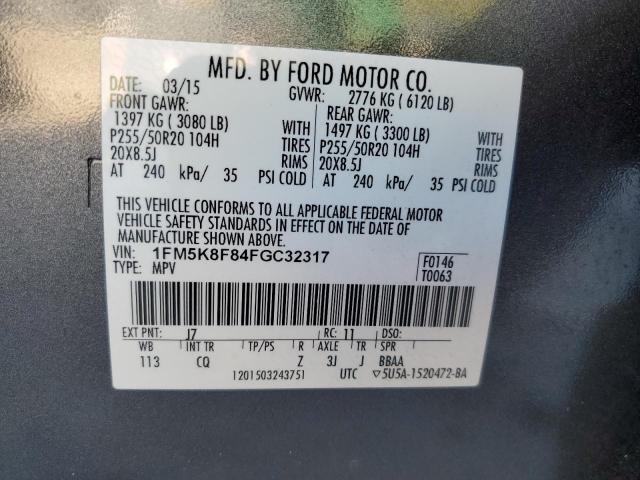 MFD. BY FORD MOTOR CO.
DATE: 03/15 GVWR: 2776 KG ( 6120 LB)
FRONT GAWR: REAR GAWR:
1397 KG ( 3080 LB) WITH 1497 KG ( 3300 LB) WITH
P255/50R20 104H TIRES P255/50R20 104H TIRES
20X8.5J RIMS 20X8.5J RIMS
AT 240 kPa/ 35 PSI COLD AT 240 kPa/ 35 PSI COLD
THIS VEHICLE CONFORMS TO ALL APPLICABLE FEDERAL MOTOR
VEHICLE SAFETY STANDARDS IN EFFECT ON THE DATE OF
MANUFACTURE SHOWN ABOVE.
VIN: 1FM5K8F84FGC32317 F0146
TYPE: MPV T0063
EXT PNT: J7 RC: 11 DSO:
WB INT TR TP/PS R AXLE TR SPR
113 CQ Z 3J J BBAA
1201503243751 UTC ▽5U5A-1520472-BA